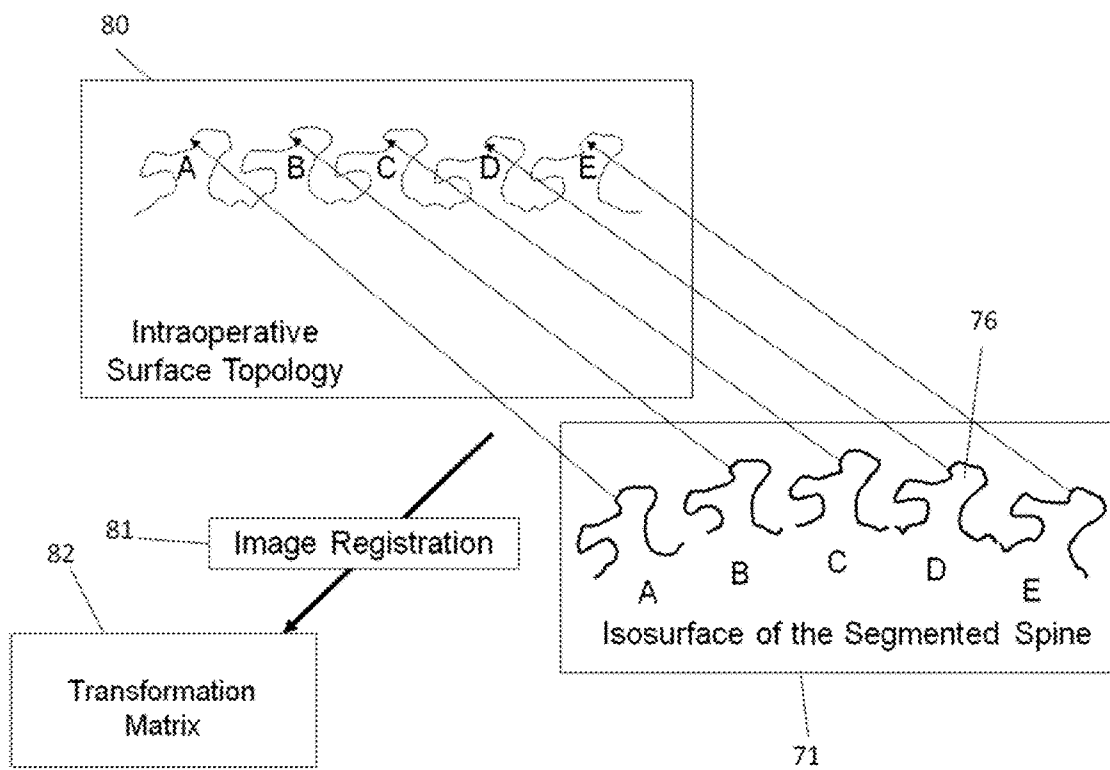 80
A B C D E
Intraoperative
Surface Topology
76
81
Image Registration
82
A B C D E
Isosurface of the Segmented Spine
Transformation
Matrix
71